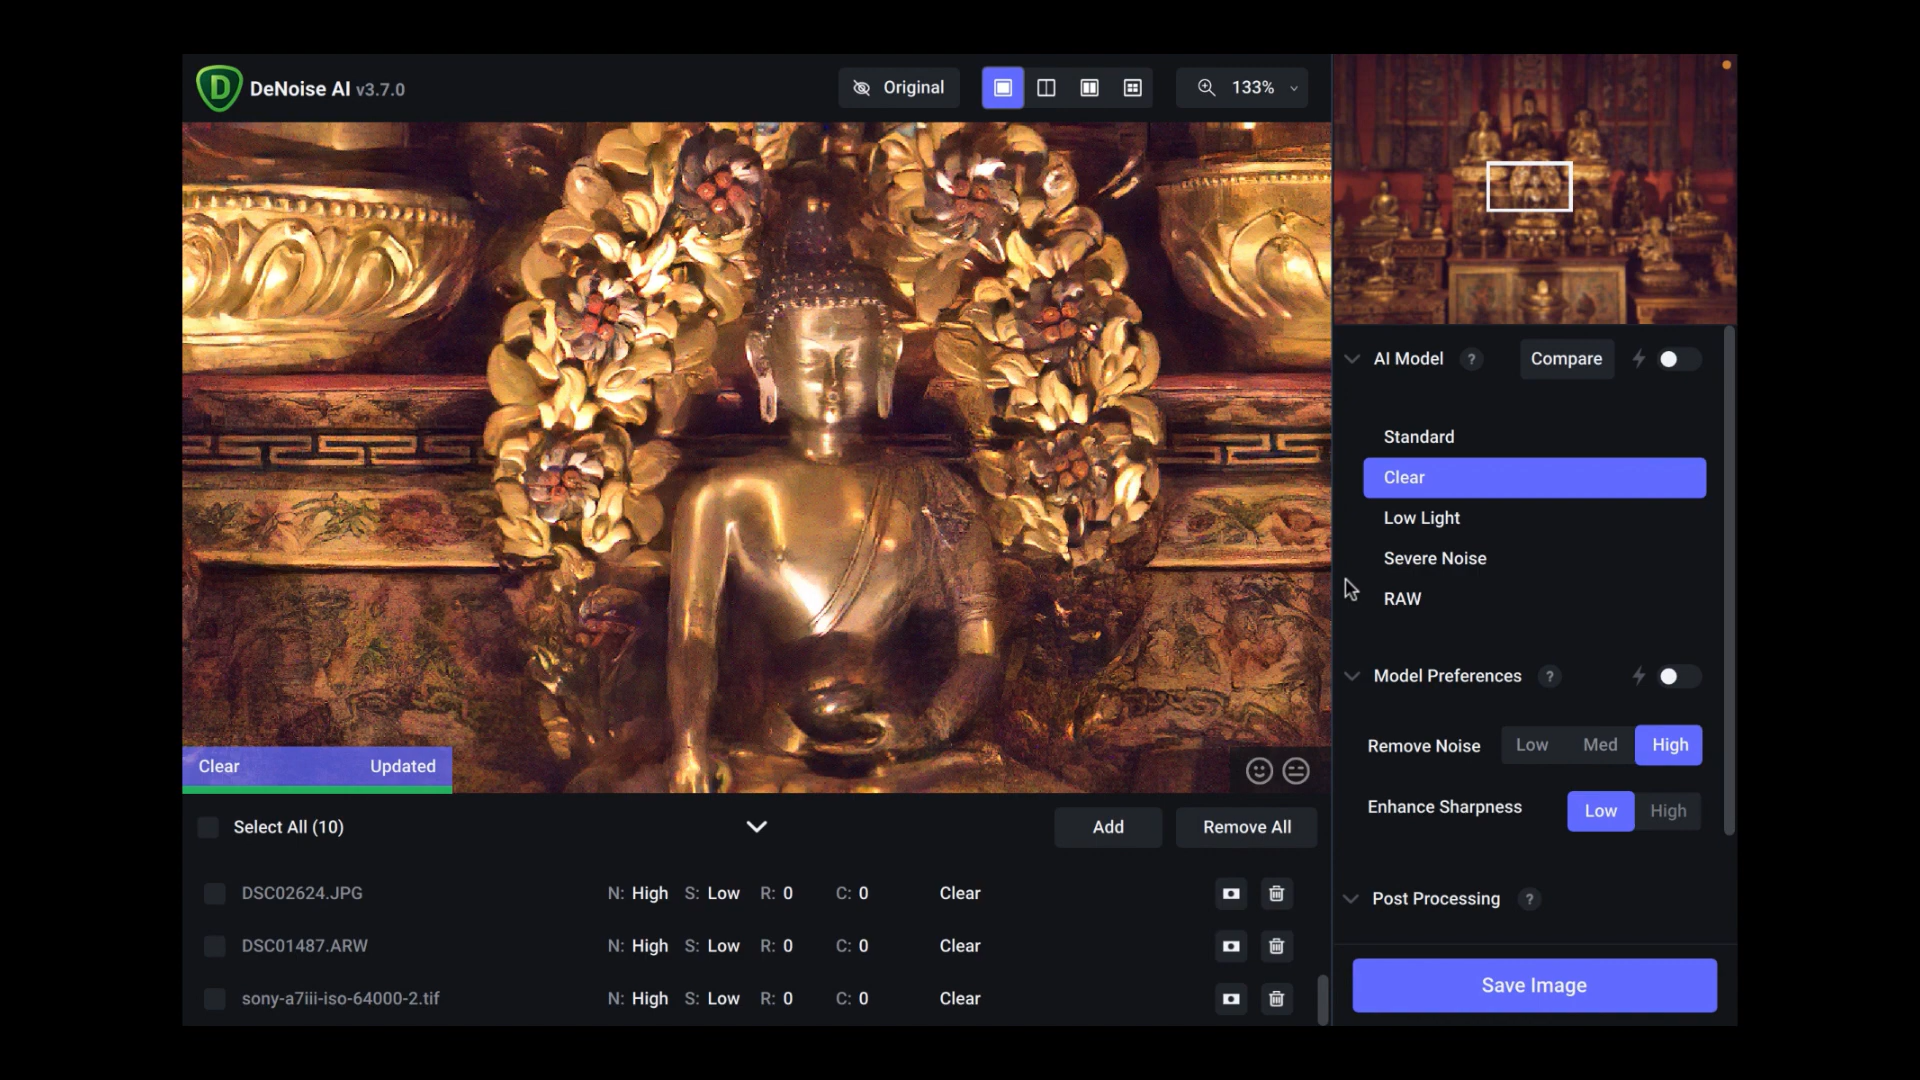 D DeNoise AI v3.7.0
Original
133%
AI Model ? Compare
Standard
Clear
Low Light
Severe Noise
RAW
Model Preferences ?
Remove Noise Low Med High
Enhance Sharpness Low High
Post Processing ?
Save Image
Clear Updated
Select All (10) Add Remove All
DSC02624.JPG N: High S: Low R: 0 C: 0 Clear
DSC01487.ARW N: High S: Low R: 0 C: 0 Clear
sony-a7iii-iso-64000-2.tif N: High S: Low R: 0 C: 0 Clear